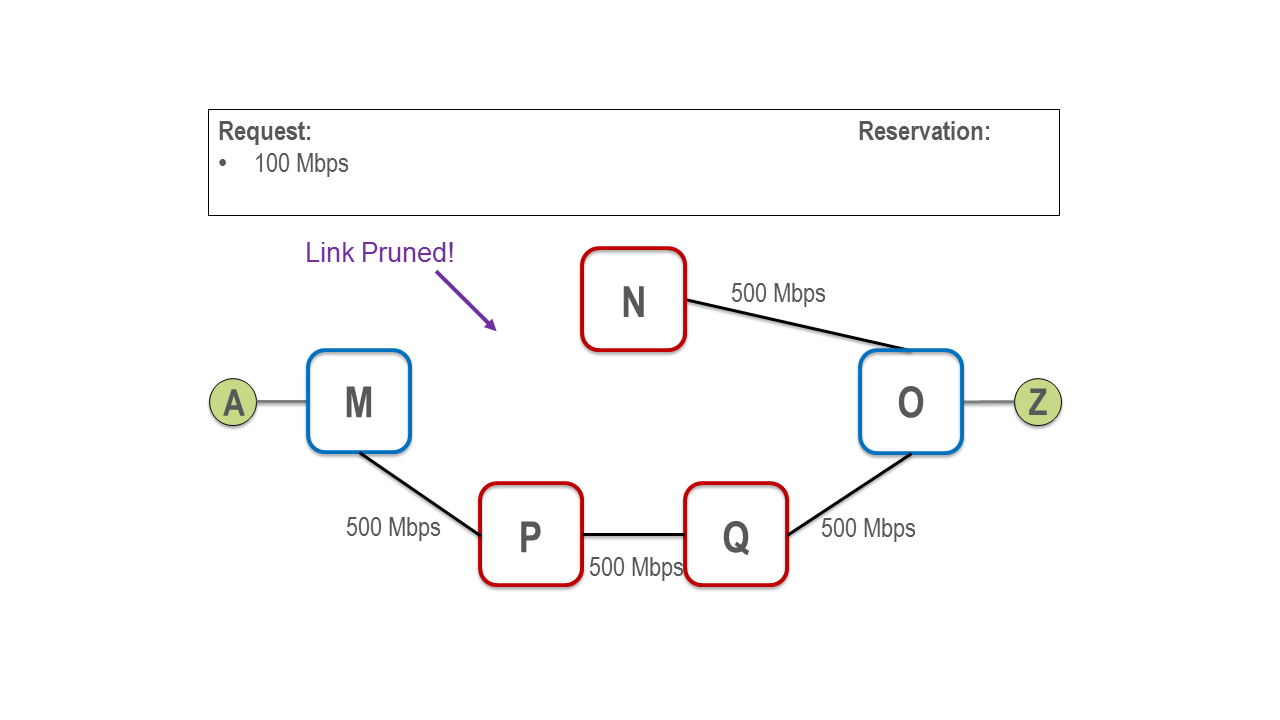 Request:
Reservation:
• 100 Mbps
Link Pruned!
N
500 Mbps
A
M
O
Z
500 Mbps
P
Q
500 Mbps
500 Mbps